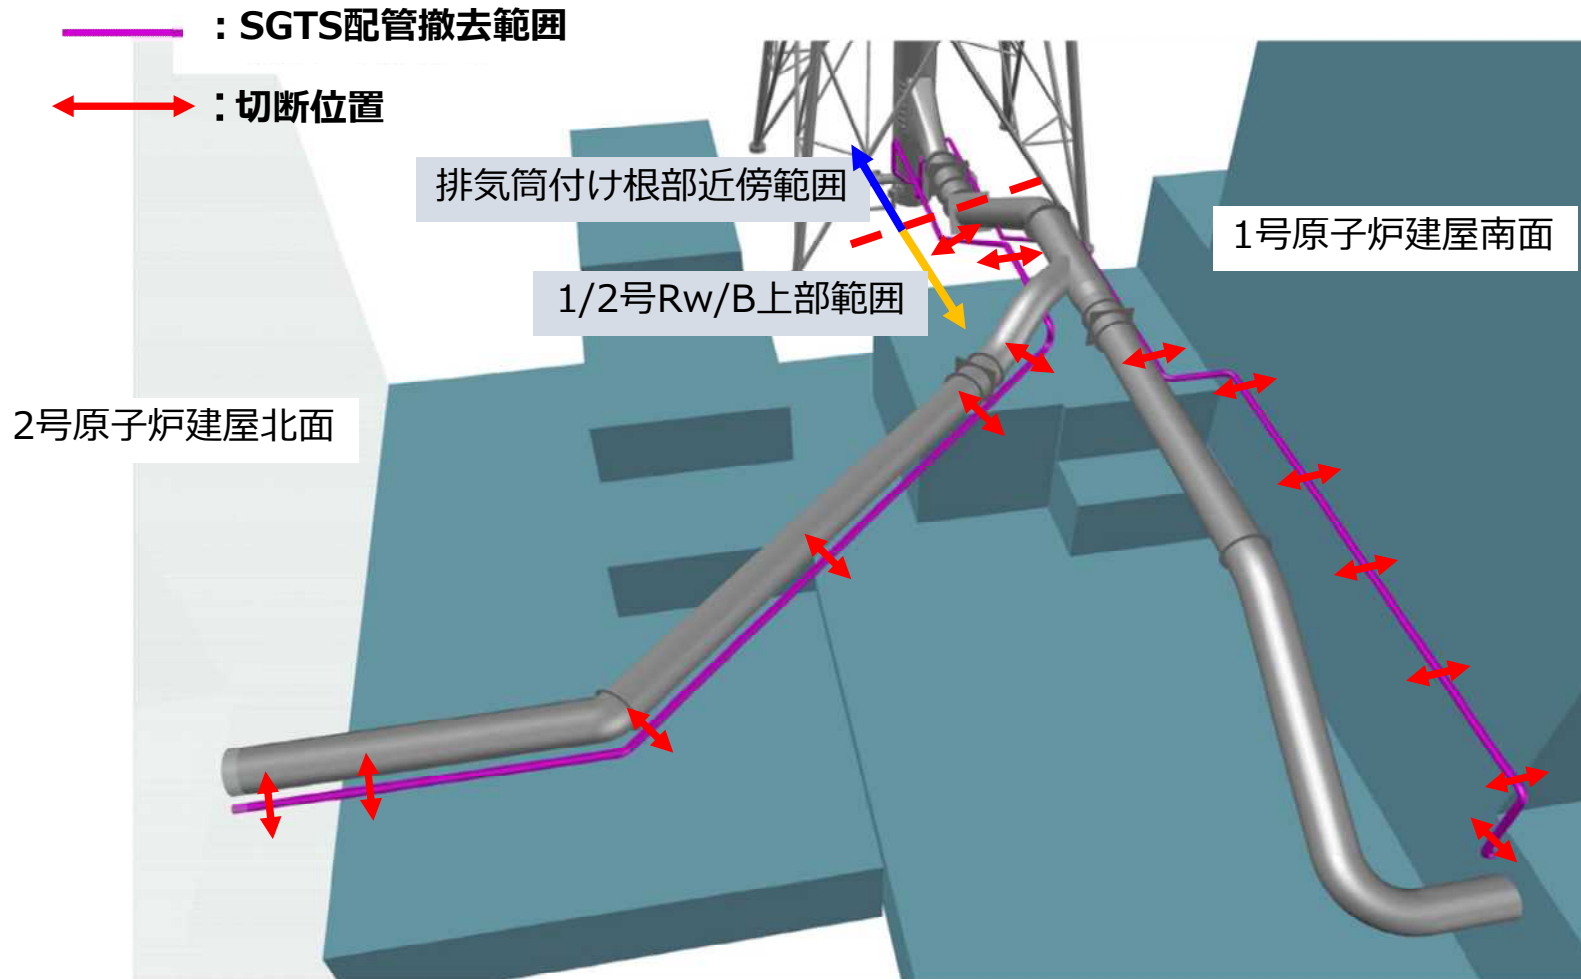 ：SGTS配管撤去範囲
：切断位置
排気筒付け根部近傍範囲
1号原子炉建屋南面
1/2号Rw/B上部範囲
2号原子炉建屋北面